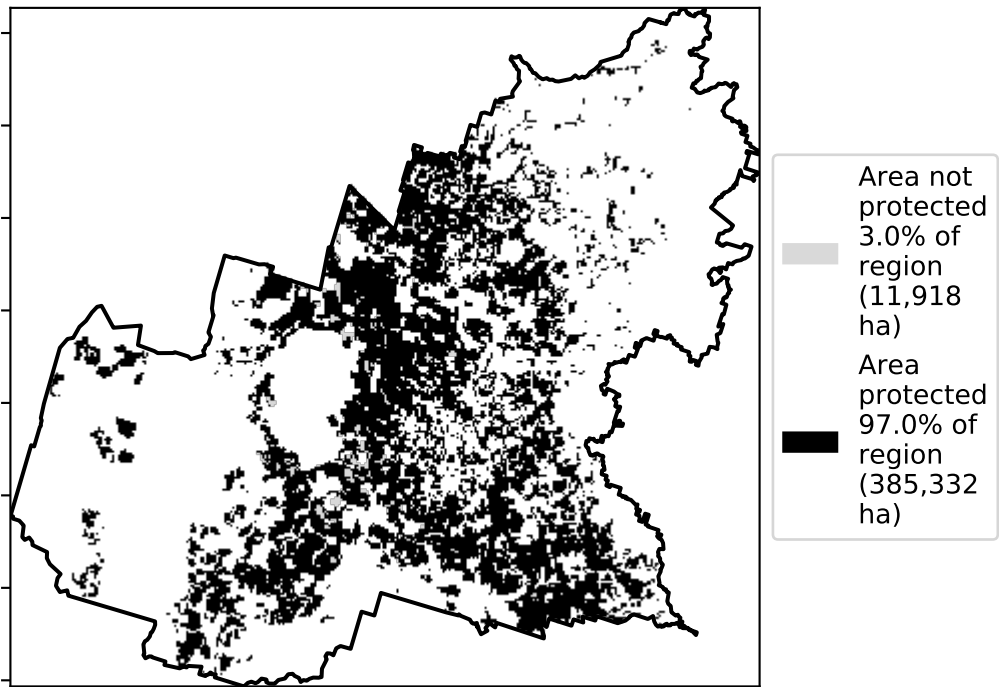 Area not
protected
3.0% of
region
(11,918
ha)
Area
protected
97.0% of
region
(385,332
ha)